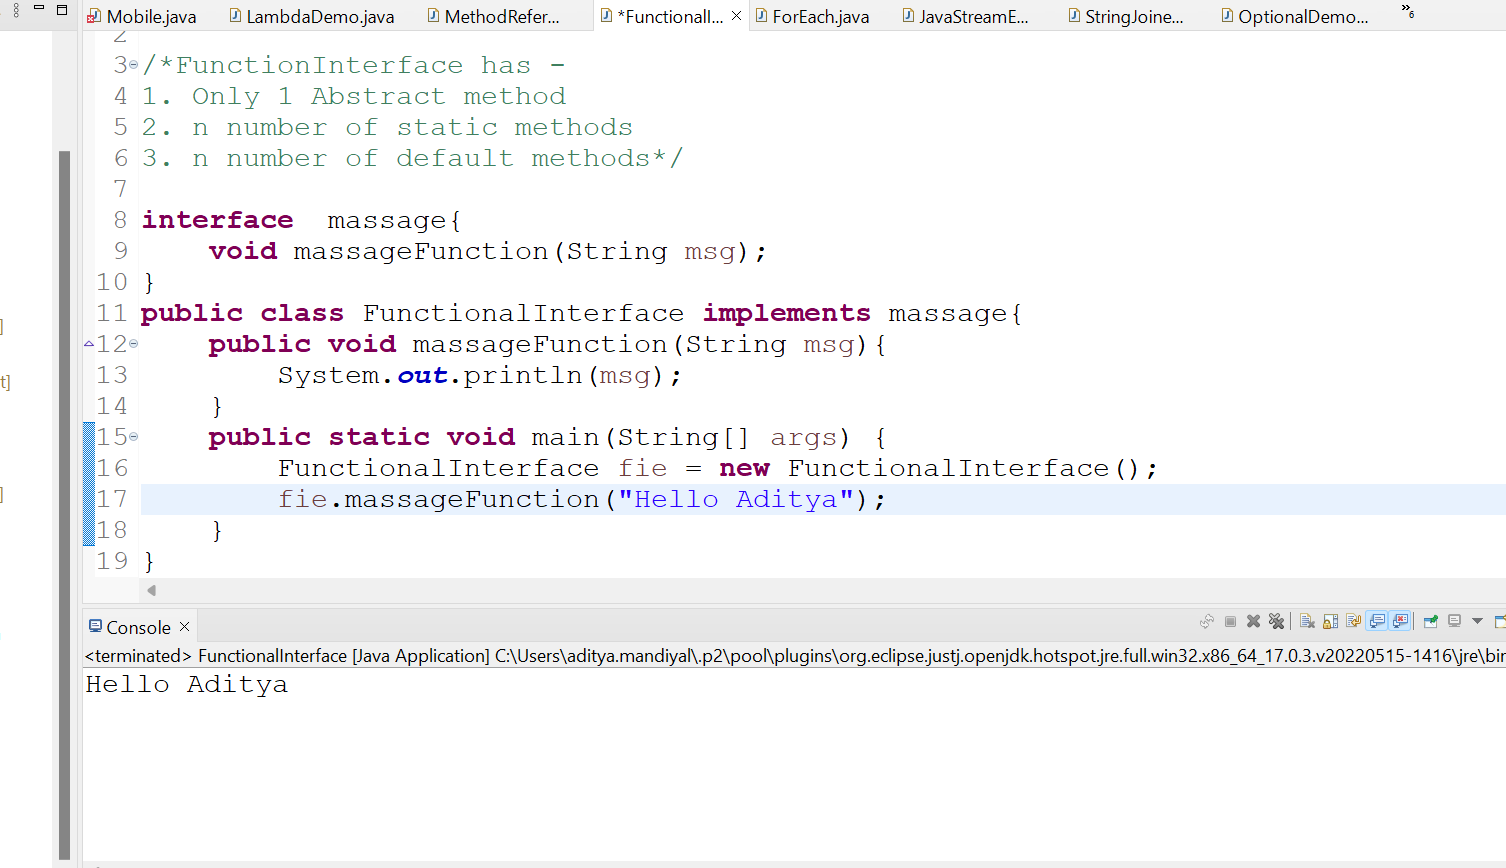 Mobile.java LambdaDemo.java MethodRefer... *FunctionalI... ForEach.java JavaStreamE... StringJoine... OptionalDemo... »6
2
3 /*FunctionInterface has -
4 1. Only 1 Abstract method
5 2. n number of static methods
6 3. n number of default methods*/
7
8 interface  massage{
9     void massageFunction(String msg);
10 }
11 public class FunctionalInterface implements massage{
12     public void massageFunction(String msg){
13         System.out.println(msg);
14     }
15     public static void main(String[] args) {
16         FunctionalInterface fie = new FunctionalInterface();
17         fie.massageFunction("Hello Aditya");
18     }
19 }
]
t]
]
Console
<terminated> FunctionalInterface [Java Application] C:\Users\aditya.mandiyal\.p2\pool\plugins\org.eclipse.justj.openjdk.hotspot.jre.full.win32.x86_64_17.0.3.v20220515-1416\jre\bin
Hello Aditya